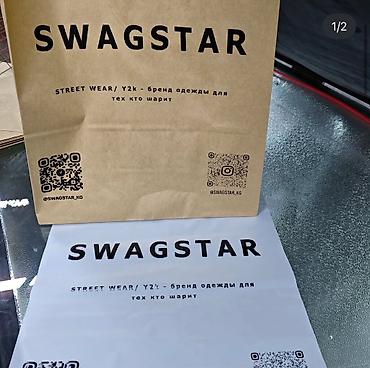 1/2
SWAGSTAR
STREET WEAR/ Y2k - бренд одежды для
тех кто шарит
@SWAGSTAR_KG
@SWAGSTAR_KG
SWAGSTAR
STREET WEAR/ Y2k - бренд одежды для
тех кто шарит